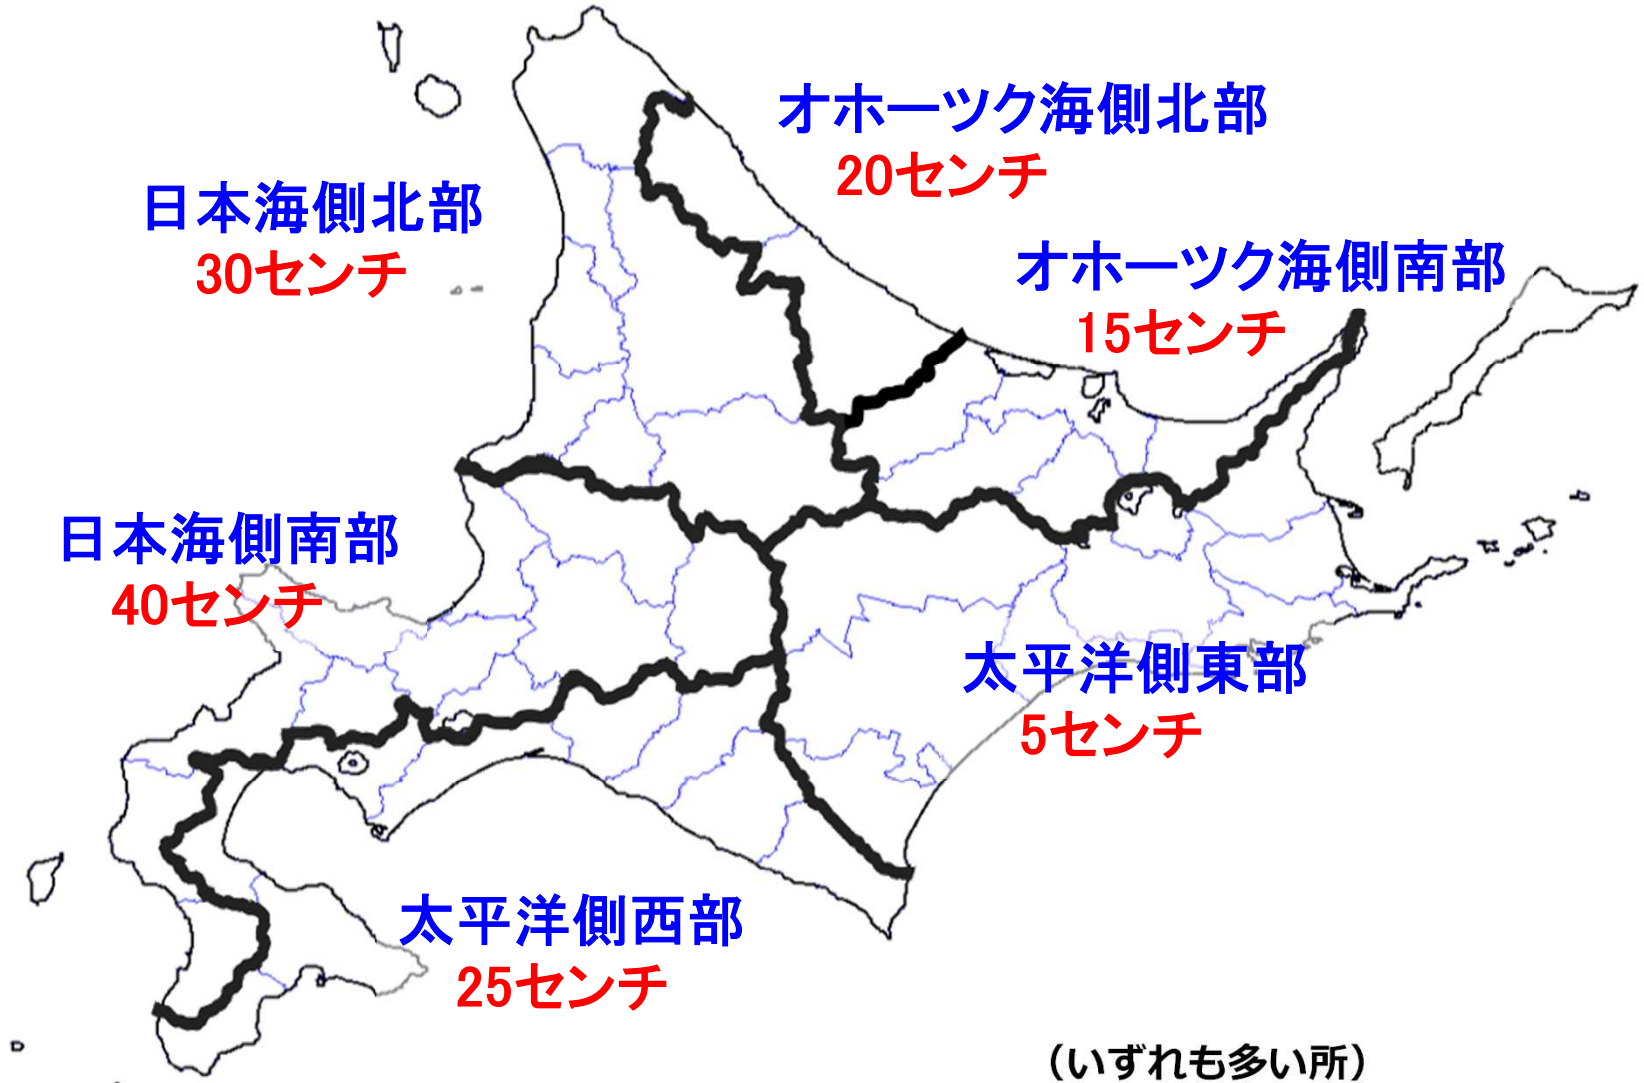 オホーツク海側北部
20センチ
日本海側北部
30センチ
オホーツク海側南部
15センチ
日本海側南部
40センチ
太平洋側東部
5センチ
太平洋側西部
25センチ
（いずれも多い所）